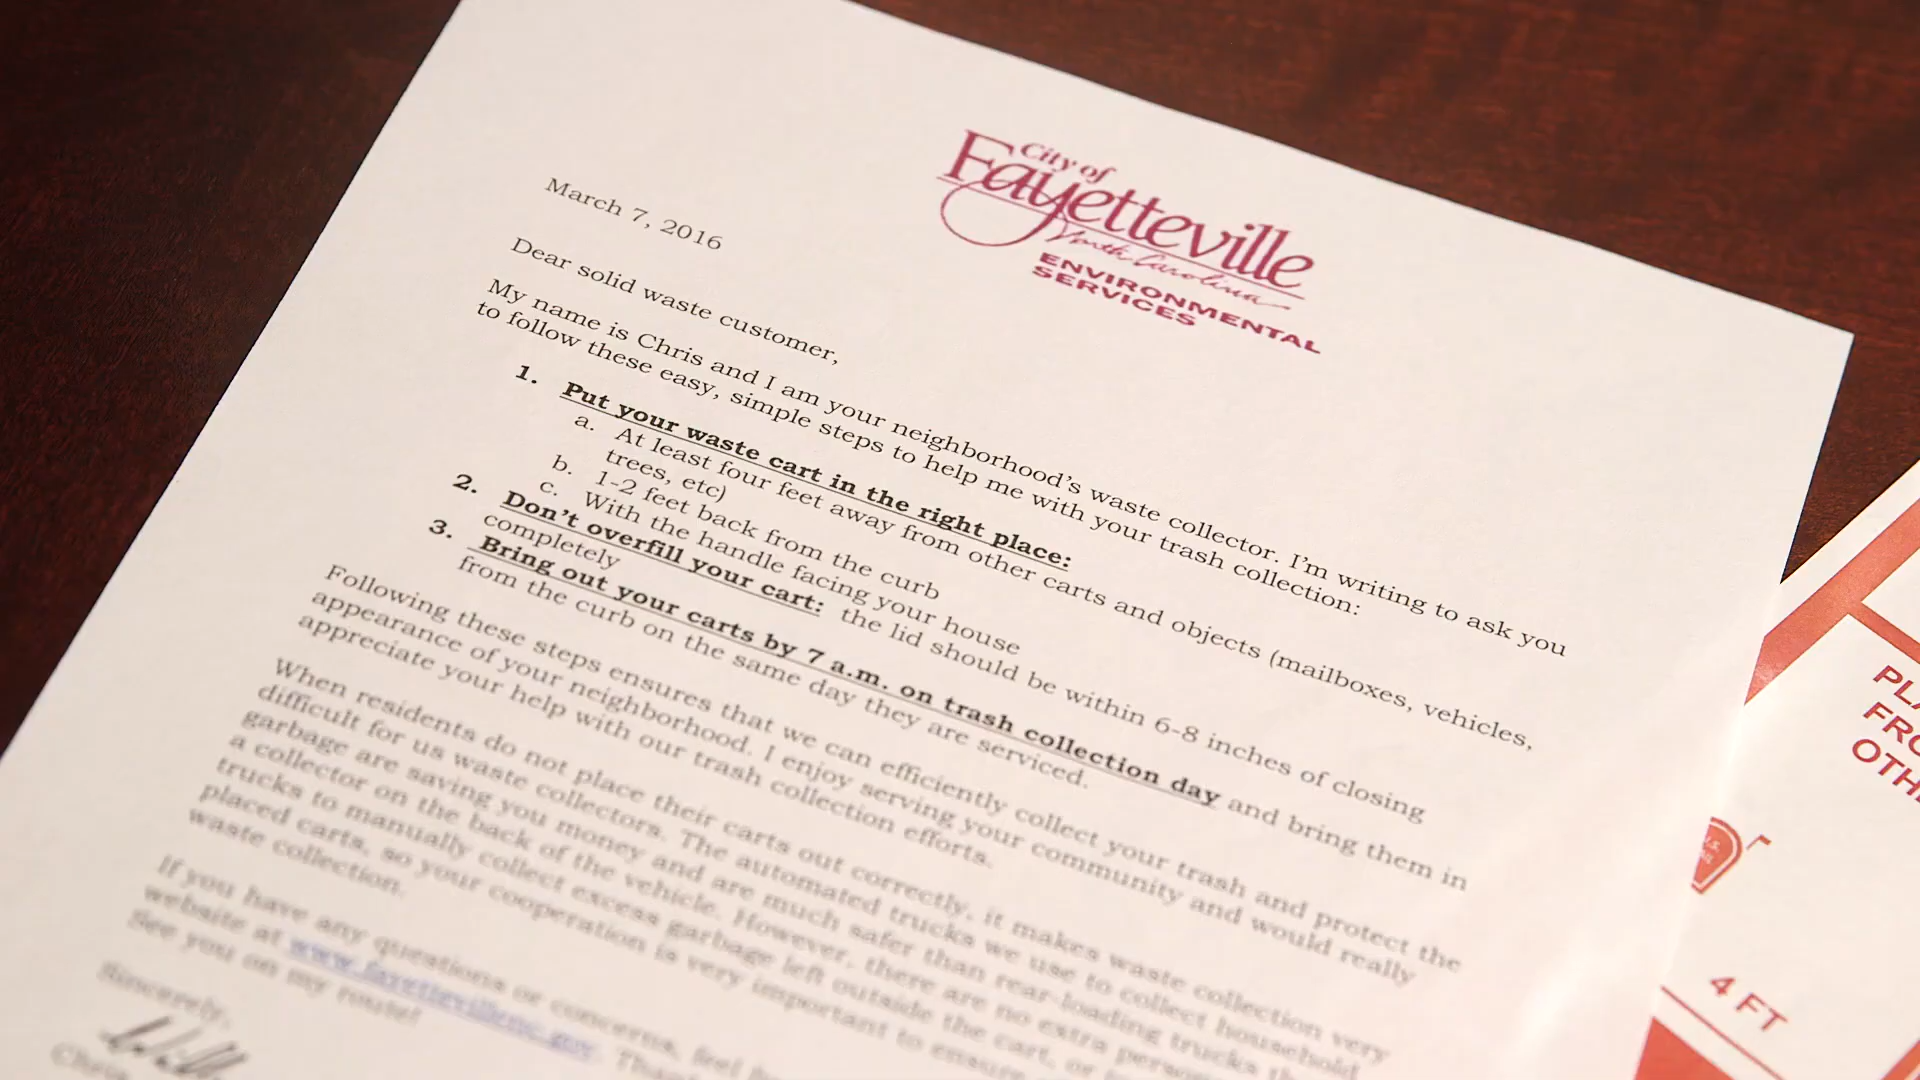 City of
Fayetteville
North Carolina
ENVIRONMENTAL
SERVICES
March 7, 2016
Dear solid waste customer,
My name is Chris and I am your neighborhood's waste collector. I'm writing to ask you
to follow these easy, simple steps to help me with your trash collection:
1. Put your waste cart in the right place:
a. At least four feet away from other carts and objects (mailboxes, vehicles,
trees, etc)
b. 1-2 feet back from the curb
c. With the handle facing your house
2. Don't overfill your cart: the lid should be within 6-8 inches of closing
completely
3. Bring out your carts by 7 a.m. on trash collection day and bring them in
from the curb on the same day they are serviced.
Following these steps ensures that we can efficiently collect your trash and protect the
appearance of your neighborhood. I enjoy serving your community and would really
appreciate your help with our trash collection efforts.
When residents do not place their carts out correctly, it makes waste collection very
difficult for us waste collectors. The automated trucks we use to collect household
garbage are saving you money and are much safer than rear-loading trucks
a collector on the back of the vehicle. However, there are no extra
trucks to manually collect excess garbage left outside the cart, or
placed carts, so your cooperation is very important to ensure
waste collection.
If you have any questions or concerns, feel
website at www.fayettevillenc.gov.
See you on my route!
Sincerely,
Chris
FRO
OTH
U.S.
4 FT